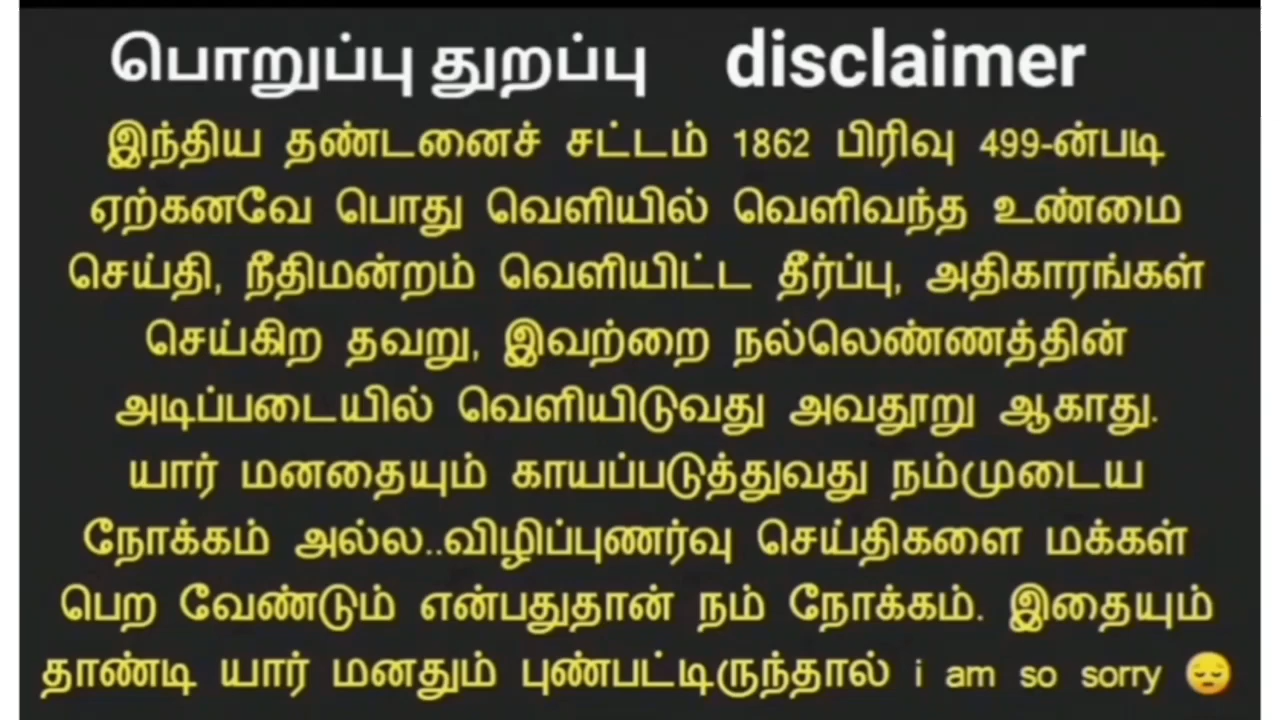 பொறுப்பு துறப்பு disclaimer
இந்திய தண்டனைச் சட்டம் 1862 பிரிவு 499-ன்படி
ஏற்கனவே பொது வெளியில் வெளிவந்த உண்மை
செய்தி, நீதிமன்றம் வெளியிட்ட தீர்ப்பு, அதிகாரங்கள்
செய்கிற தவறு, இவற்றை நல்லெண்ணத்தின்
அடிப்படையில் வெளியிடுவது அவதூறு ஆகாது.
யார் மனதையும் காயப்படுத்துவது நம்முடைய
நோக்கம் அல்ல..விழிப்புணர்வு செய்திகளை மக்கள்
பெற வேண்டும் என்பதுதான் நம் நோக்கம். இதையும்
தாண்டி யார் மனதும் புண்பட்டிருந்தால் i am so sorry 😔